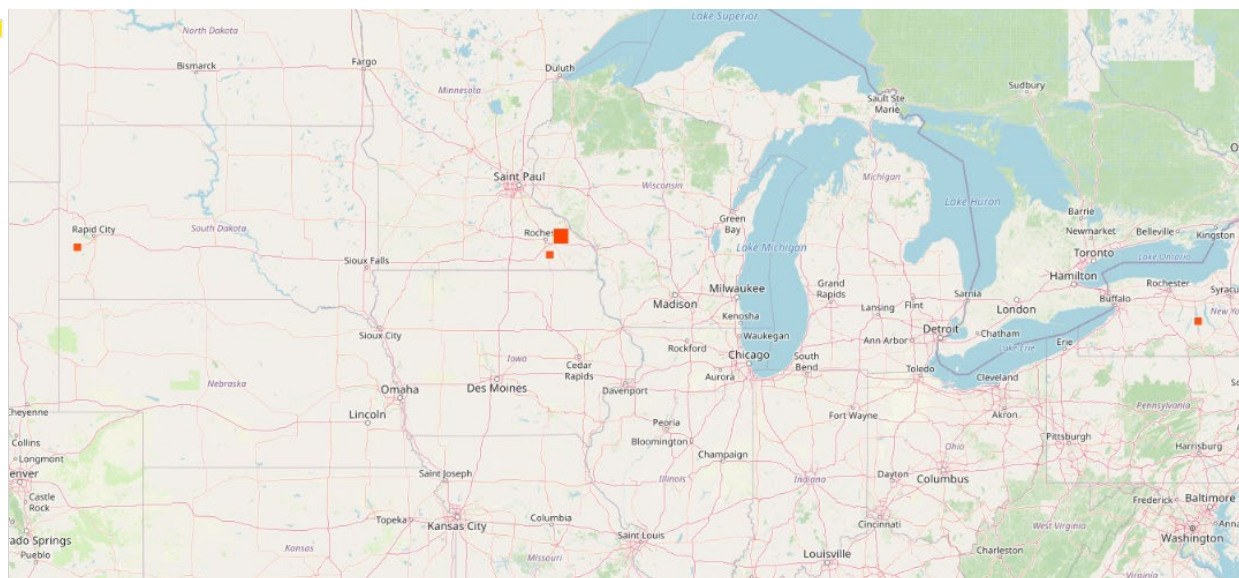 Lake Superior
North Dakota
Bismarck
Fargo
Duluth
Minnesota
Sault Ste
Marie
Sudbury
Saint Paul
Wisconsin
Michigan
Lake Huron
Green
Bay
Barrie
Newmarket
Belleville
Kingston
Rapid City
South Dakota
Lake Michigan
Toronto
Lake Ontario
Hamilton
Sioux Falls
Milwaukee
Madison
Grand
Rapids
Lansing
Flint
Sarnia
London
Buffalo
Rochester
New York
Kenosha
Waukegan
Sioux City
Rockford
Chicago
Ann Arbor
Detroit
Chatham
Lake Erie
Erie
Iowa
Cedar
Rapids
Aurora
South
Bend
Toledo
Cleveland
Nebraska
Omaha
Des Moines
Davenport
Akron
Pennsylvania
Cheyenne
Lincoln
Peoria
Bloomington
Fort Wayne
Ohio
Pittsburgh
Harrisburg
Collins
Longmont
Champaign
Saint Joseph
Illinois
Indiana
Dayton
Columbus
Castle
Rock
Frederick
Baltimore
Topeka
Kansas City
Columbia
Cincinnati
West Virginia
Washington
Saint Louis
Pueblo
Kansas
Missouri
Louisville
Charleston
Virginia